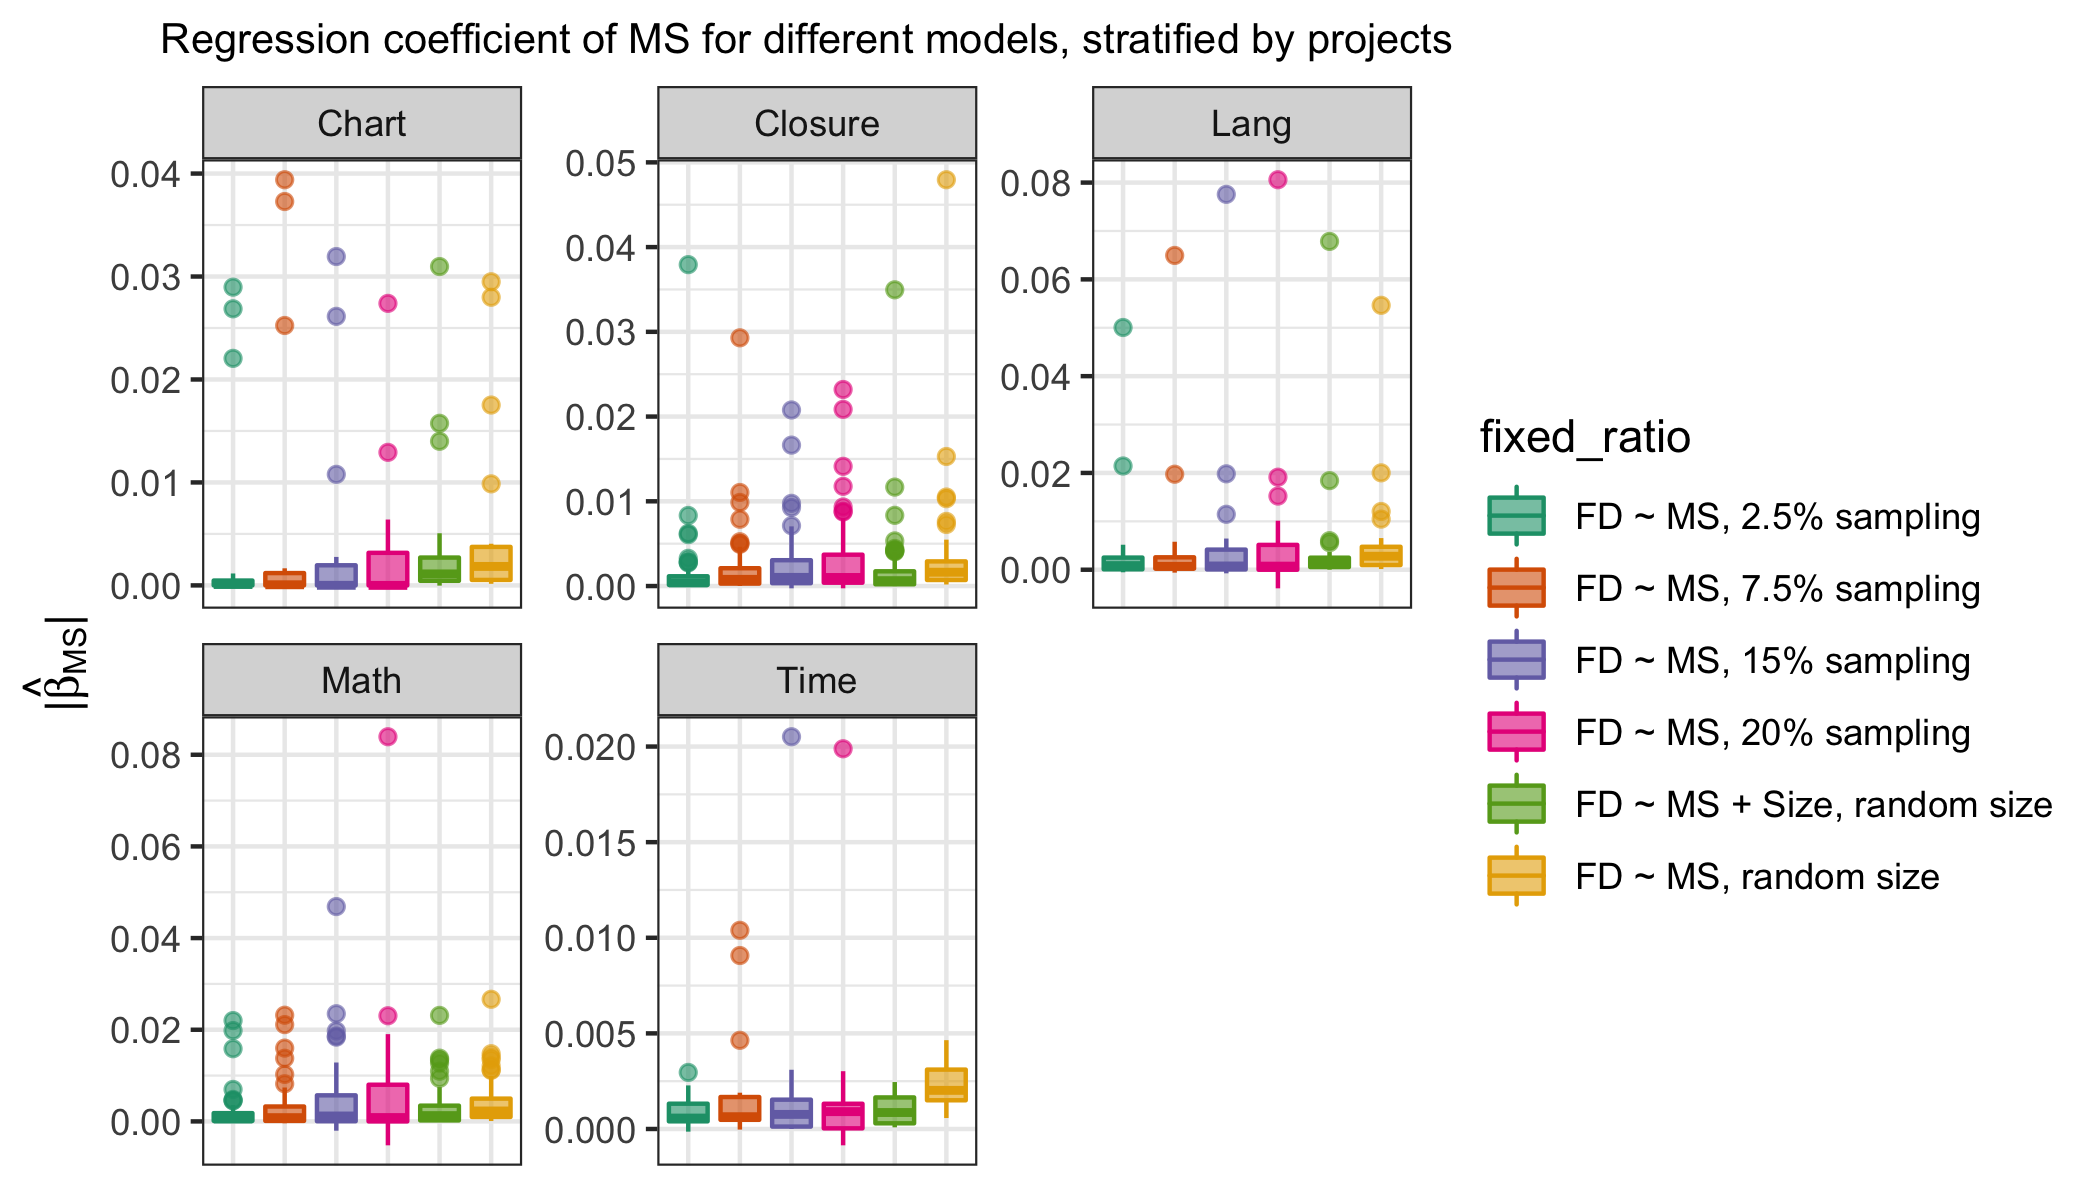 Regression coefficient of MS for different models, stratified by projects
Chart
Closure
Lang
0.04
0.03
0.02
0.01
0.00
0.05
0.04
0.03
0.02
0.01
0.00
0.08
0.06
0.04
0.02
0.00
|β̂MS|
Math
Time
0.08
0.06
0.04
0.02
0.00
0.020
0.015
0.010
0.005
0.000
fixed_ratio
FD ~ MS, 2.5% sampling
FD ~ MS, 7.5% sampling
FD ~ MS, 15% sampling
FD ~ MS, 20% sampling
FD ~ MS + Size, random size
FD ~ MS, random size